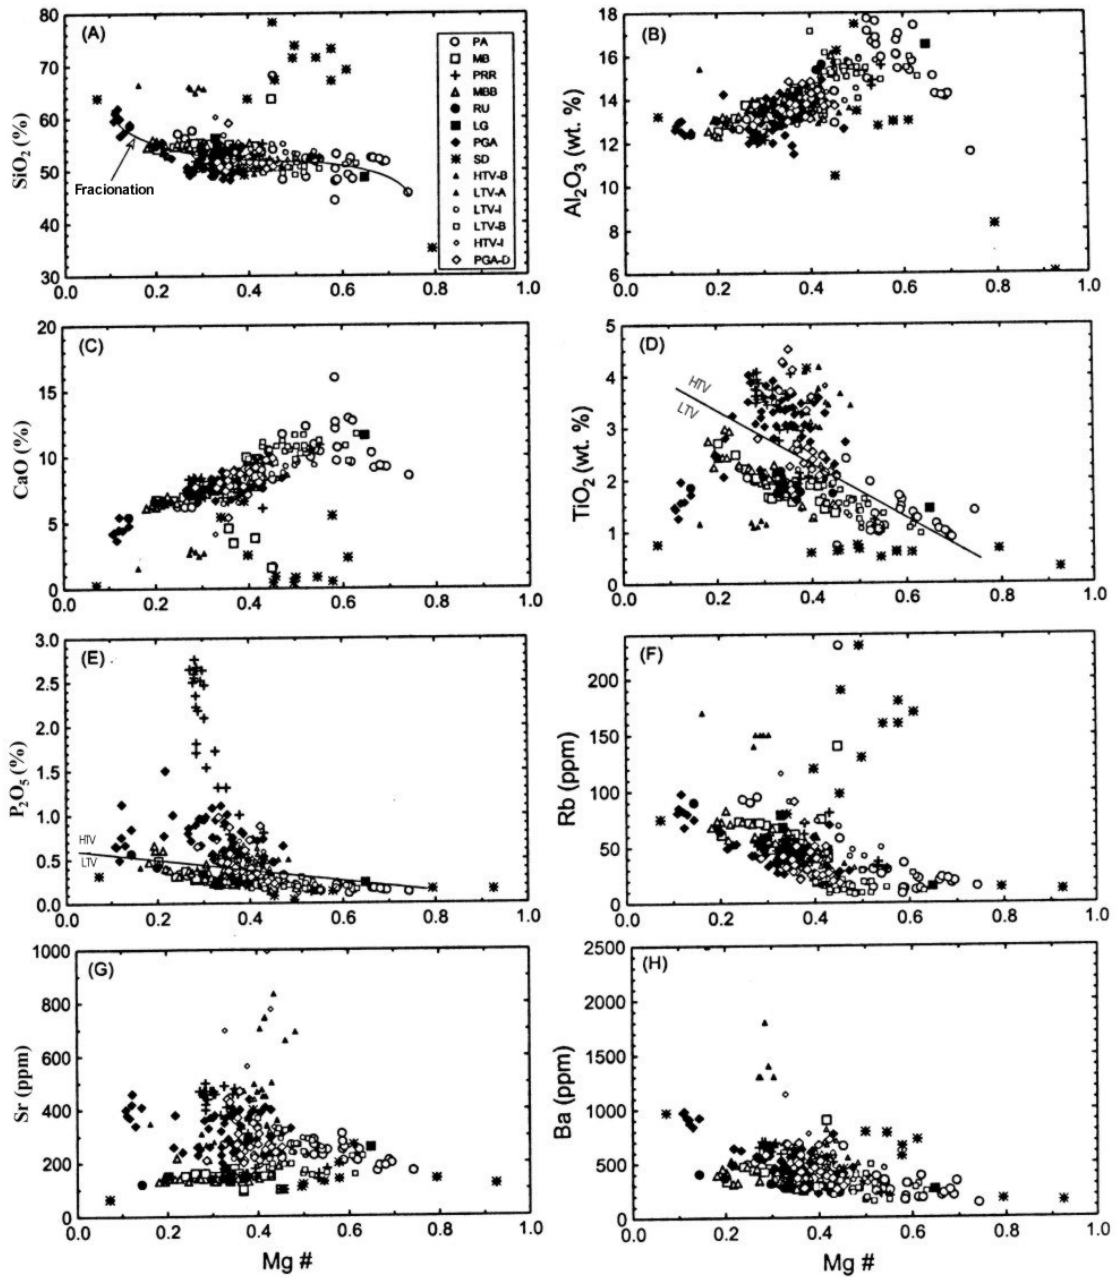 (A)
80
70
60
50
40
30
SiO2 (%)
Fracionation
PA
MB
PRR
MBB
RU
LG
PGA
SD
HTV-B
LTV-A
LTV-I
LTV-B
HTV-I
PGA-D
0.0 0.2 0.4 0.6 0.8 1.0
(B)
18
16
14
12
10
8
6
Al2O3 (wt. %)
0.0 0.2 0.4 0.6 0.8 1.0
(C)
20
15
10
5
0
CaO (%)
0.0 0.2 0.4 0.6 0.8 1.0
(D)
5
4
3
2
1
0
TiO2 (wt. %)
HTV
LTV
0.0 0.2 0.4 0.6 0.8 1.0
(E)
3.0
2.5
2.0
1.5
1.0
0.5
0.0
P2O5 (%)
HTV
LTV
0.0 0.2 0.4 0.6 0.8 1.0
(F)
200
150
100
50
0
Rb (ppm)
0.0 0.2 0.4 0.6 0.8 1.0
(G)
1000
800
600
400
200
0
Sr (ppm)
0.0 0.2 0.4 0.6 0.8 1.0
Mg #
(H)
2500
2000
1500
1000
500
0
Ba (ppm)
0.0 0.2 0.4 0.6 0.8 1.0
Mg #